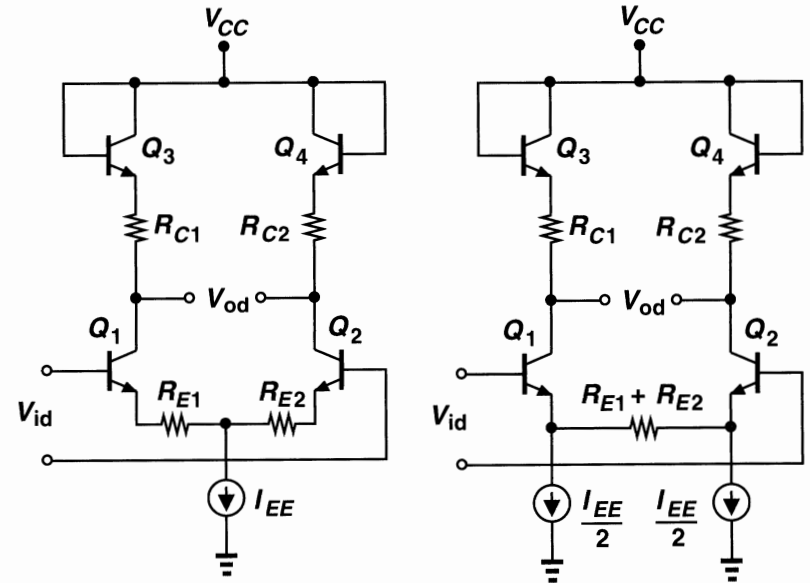 VCC
Q3
Q4
RC1
RC2
Vod
Q1
Q2
RE1
RE2
Vid
IEE
VCC
Q3
Q4
RC1
RC2
Vod
Q1
Q2
RE1 + RE2
Vid
IEE
2
IEE
2